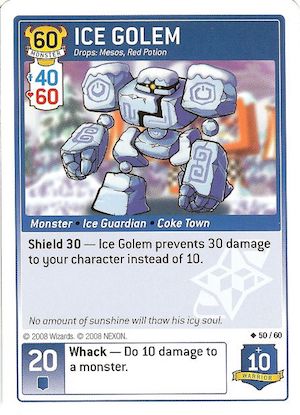 60
MONSTER
ICE GOLEM
Drops: Mesos, Red Potion
40
60
Monster • Ice Guardian • Coke Town
Shield 30 — Ice Golem prevents 30 damage
to your character instead of 10.
No amount of sunshine will thaw his icy soul.
© 2008 Wizards. © 2008 NEXON.
◆ 50 / 60
20
Whack — Do 10 damage to
a monster.
10
WARRIOR